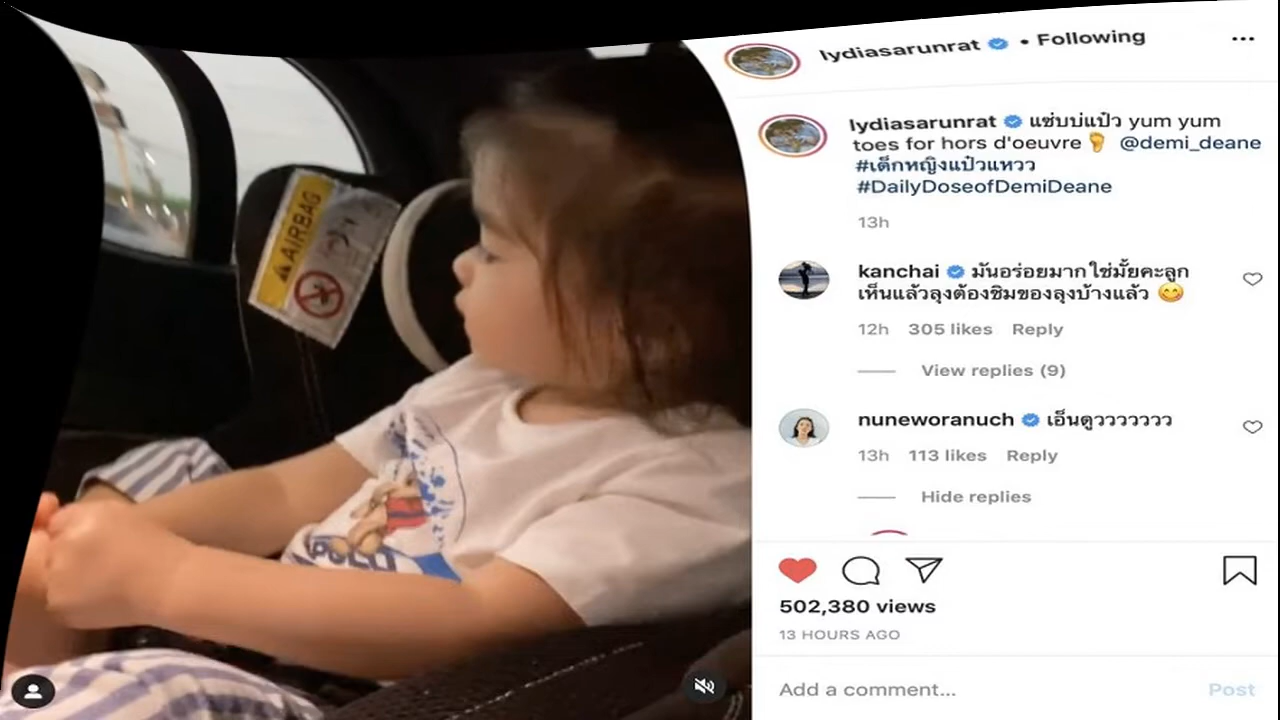 lydiasarunrat • Following
lydiasarunrat แซ่บบ่แป๋ว yum yum
toes for hors d'oeuvre 🦶 @demi_deane
#เด็กหญิงแป๋วแหวว
#DailyDoseofDemiDeane
13h
kanchai มันอร่อยมากใช่มั้ยคะลูก
เห็นแล้วลุงต้องชิมของลุงบ้างแล้ว 😋
12h 305 likes Reply
View replies (9)
nuneworanuch เอ็นดูววววววว
13h 113 likes Reply
Hide replies
502,380 views
13 HOURS AGO
Add a comment... Post
AIRBAG
POLO